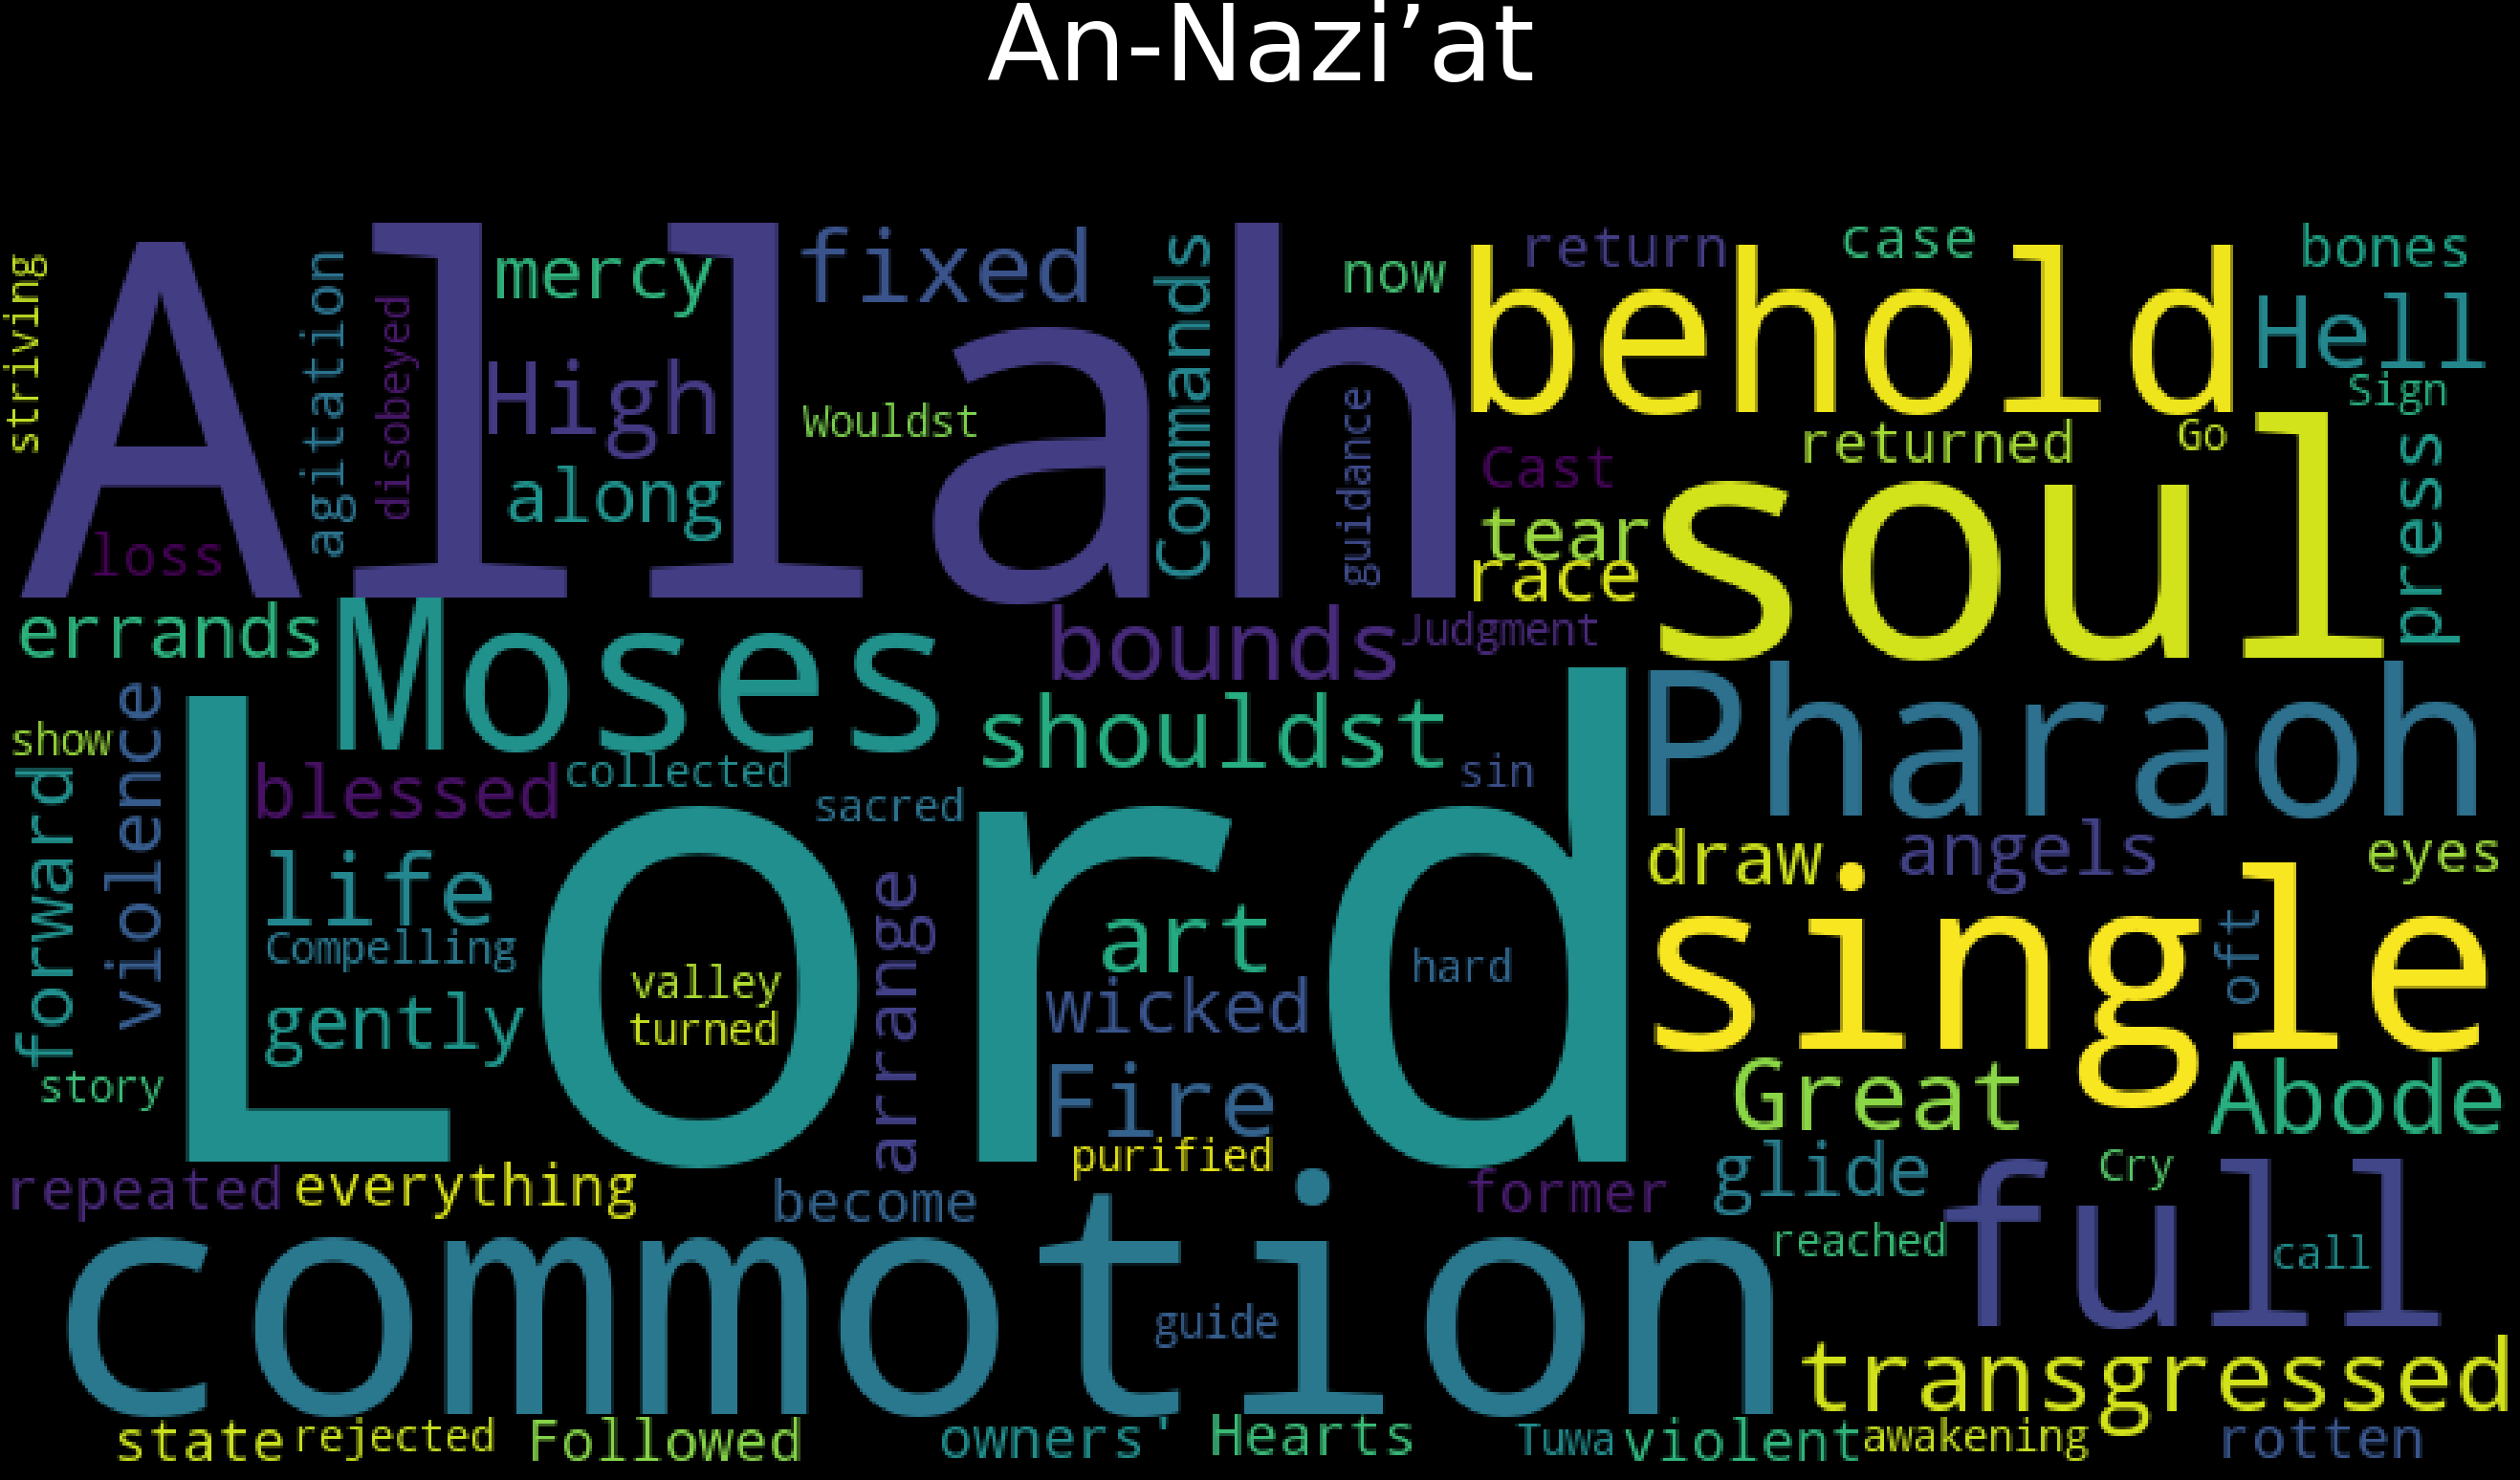 An-Nazi’at
striving
Allah
agitation
disobeyed
mercy
fixed
Commands
now
return
case
bones
behold
Hell
High
Wouldst
guidance
Sign
along
Cast
returned
Go
press
loss
tear
soul
race
errands
Moses
bounds
Judgment
violence
shouldst
Pharaoh
show
forward
Lord
blessed
collected
sacred
sin
draw
angels
eyes
life
arrange
single
Compelling
art
hard
oft
valley
gently
turned
wicked
story
Fire
Great
Abode
purified
repeated
everything
become
former
glide
Cry
full
commotion
reached
call
guide
transgressed
state
rejected
Followed
owners'
Hearts
Tuwa
violent
awakening
rotten